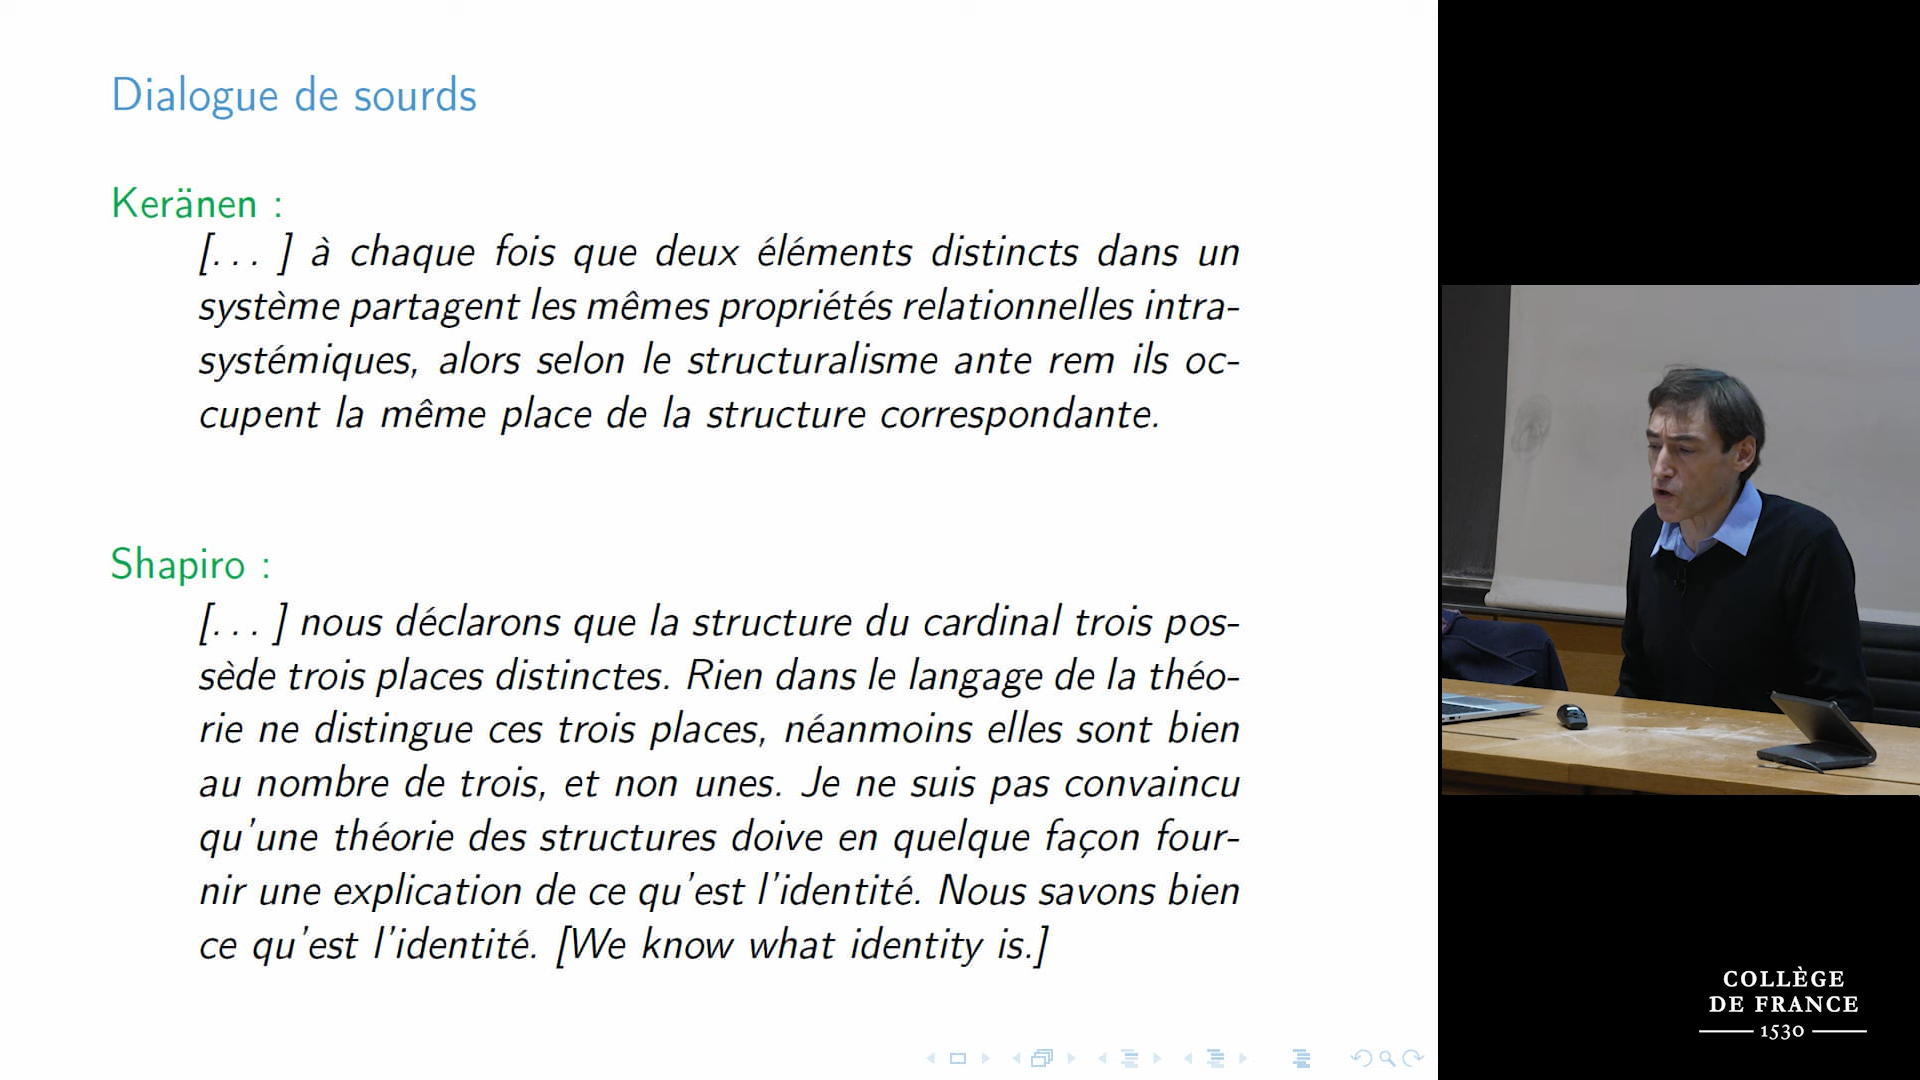 Dialogue de sourds
Keränen :
[. . . ] à chaque fois que deux éléments distincts dans un
système partagent les mêmes propriétés relationnelles intra-
systémiques, alors selon le structuralisme ante rem ils oc-
cupent la même place de la structure correspondante.
Shapiro :
[. . . ] nous déclarons que la structure du cardinal trois pos-
sède trois places distinctes. Rien dans le langage de la théo-
rie ne distingue ces trois places, néanmoins elles sont bien
au nombre de trois, et non unes. Je ne suis pas convaincu
qu'une théorie des structures doive en quelque façon four-
nir une explication de ce qu'est l'identité. Nous savons bien
ce qu'est l'identité. [We know what identity is.]
COLLÈGE
DE FRANCE
1530